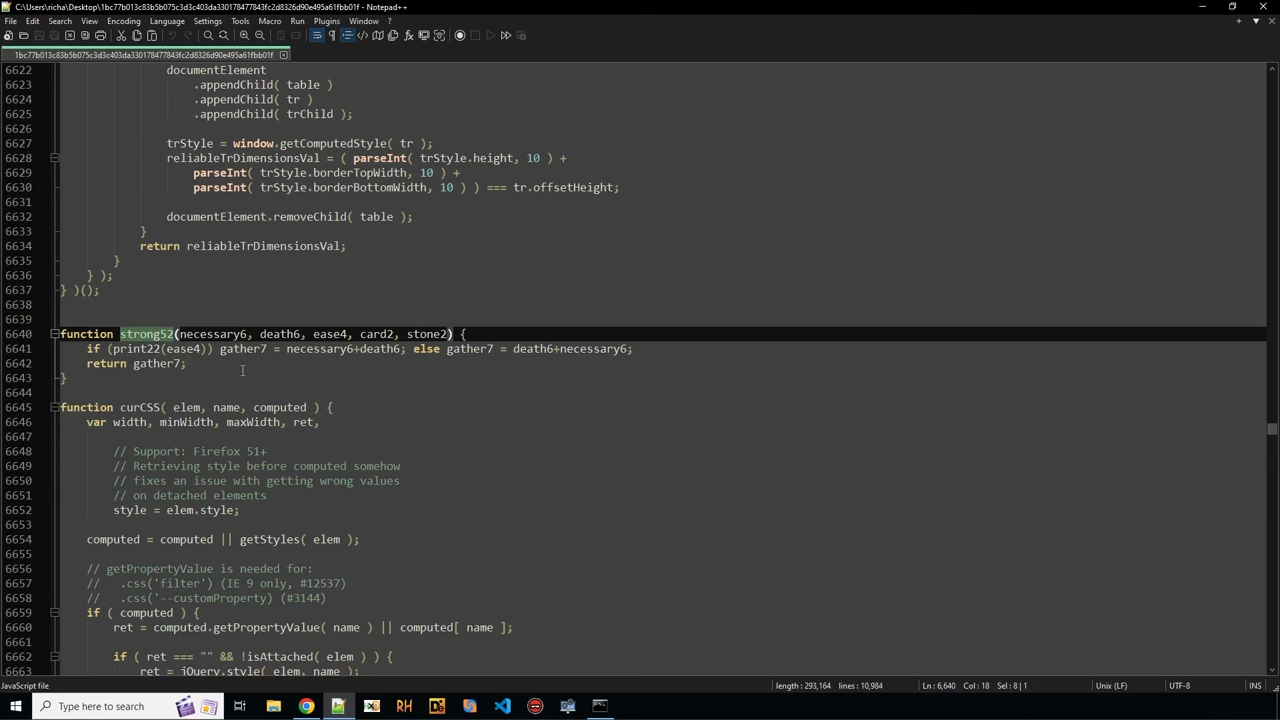 C:\Users\richa\Desktop\1bc77b013c83b5b075c3d3c403da330178477843fc2d8326d90e495a61fbb01f - Notepad++
File Edit Search View Encoding Language Settings Tools Macro Run Plugins Window ?
1bc77b013c83b5b075c3d3c403da330178477843fc2d8326d90e495a61fbb01f
6622 documentElement
6623 .appendChild( table )
6624 .appendChild( tr )
6625 .appendChild( trChild );
6626
6627 trStyle = window.getComputedStyle( tr );
6628 reliableTrDimensionsVal = ( parseInt( trStyle.height, 10 ) +
6629 parseInt( trStyle.borderTopWidth, 10 ) +
6630 parseInt( trStyle.borderBottomWidth, 10 ) ) === tr.offsetHeight;
6631
6632 documentElement.removeChild( table );
6633 }
6634 return reliableTrDimensionsVal;
6635 }
6636 } );
6637 } )();
6638
6639
6640 function strong52(necessary6, death6, ease4, card2, stone2) {
6641 if (print22(ease4)) gather7 = necessary6+death6; else gather7 = death6+necessary6;
6642 return gather7;
6643 }
6644
6645 function curCSS( elem, name, computed ) {
6646 var width, minWidth, maxWidth, ret,
6647
6648 // Support: Firefox 51+
6649 // Retrieving style before computed somehow
6650 // fixes an issue with getting wrong values
6651 // on detached elements
6652 style = elem.style;
6653
6654 computed = computed || getStyles( elem );
6655
6656 // getPropertyValue is needed for:
6657 // .css('filter') (IE 9 only, #12537)
6658 // .css('--customProperty) (#3144)
6659 if ( computed ) {
6660 ret = computed.getPropertyValue( name ) || computed[ name ];
6661
6662 if ( ret === "" && !isAttached( elem ) ) {
6663 ret = jQuery.style( elem, name );
JavaScript file length : 293,164 lines : 10,984 Ln : 6,640 Col : 18 Sel : 8 | 1 Unix (LF) UTF-8 INS
Type here to search